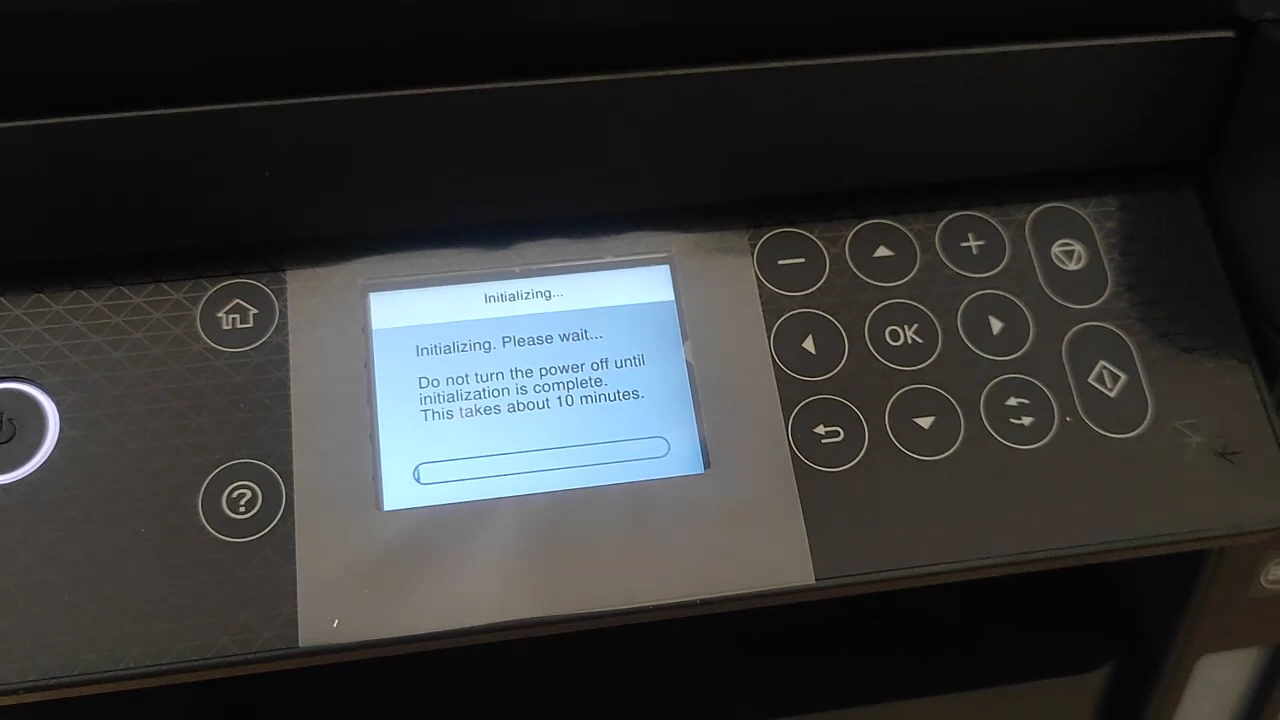 Initializing...
Initializing. Please wait...
Do not turn the power off until
initialization is complete.
This takes about 10 minutes.
OK
?